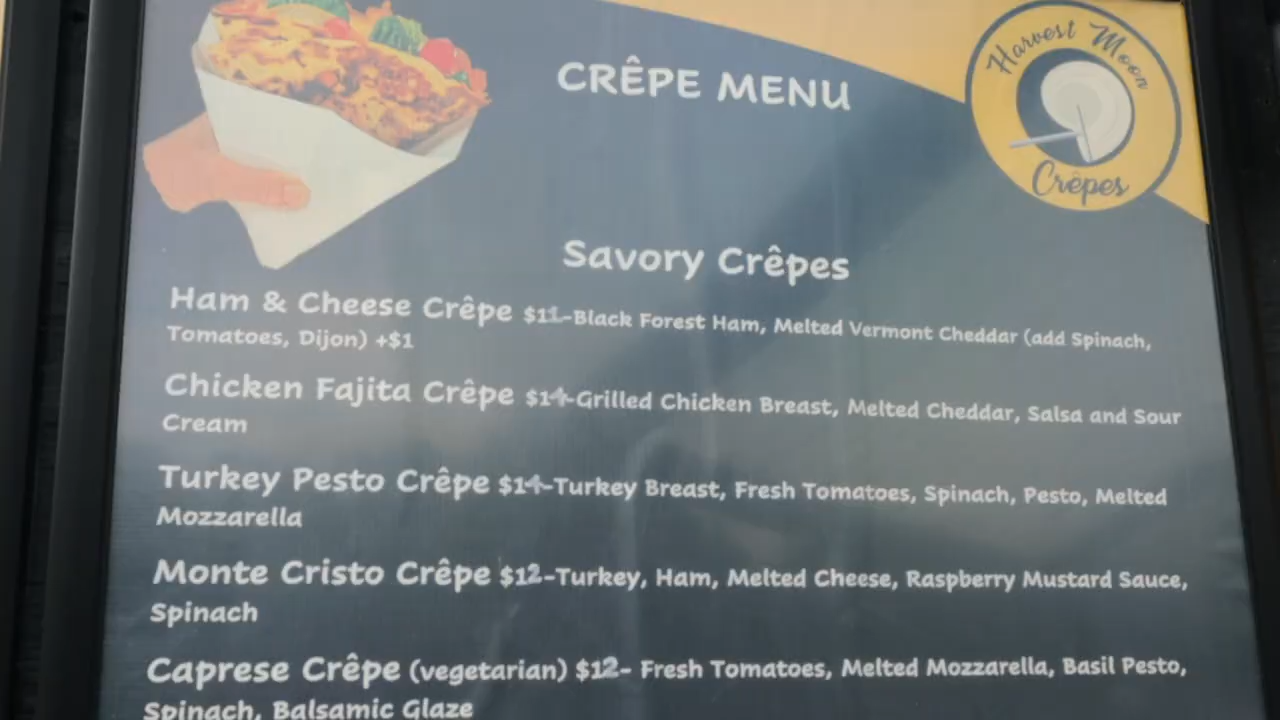 Harvest Moon
Crêpes
CRÊPE MENU
Savory Crêpes
Ham & Cheese Crêpe $11-Black Forest Ham, Melted Vermont Cheddar (add Spinach,
Tomatoes, Dijon) +$1
Chicken Fajita Crêpe $14-Grilled Chicken Breast, Melted Cheddar, Salsa and Sour
Cream
Turkey Pesto Crêpe $14-Turkey Breast, Fresh Tomatoes, Spinach, Pesto, Melted
Mozzarella
Monte Cristo Crêpe $12-Turkey, Ham, Melted Cheese, Raspberry Mustard Sauce,
Spinach
Caprese Crêpe (vegetarian) $12- Fresh Tomatoes, Melted Mozzarella, Basil Pesto,
Spinach, Balsamic Glaze